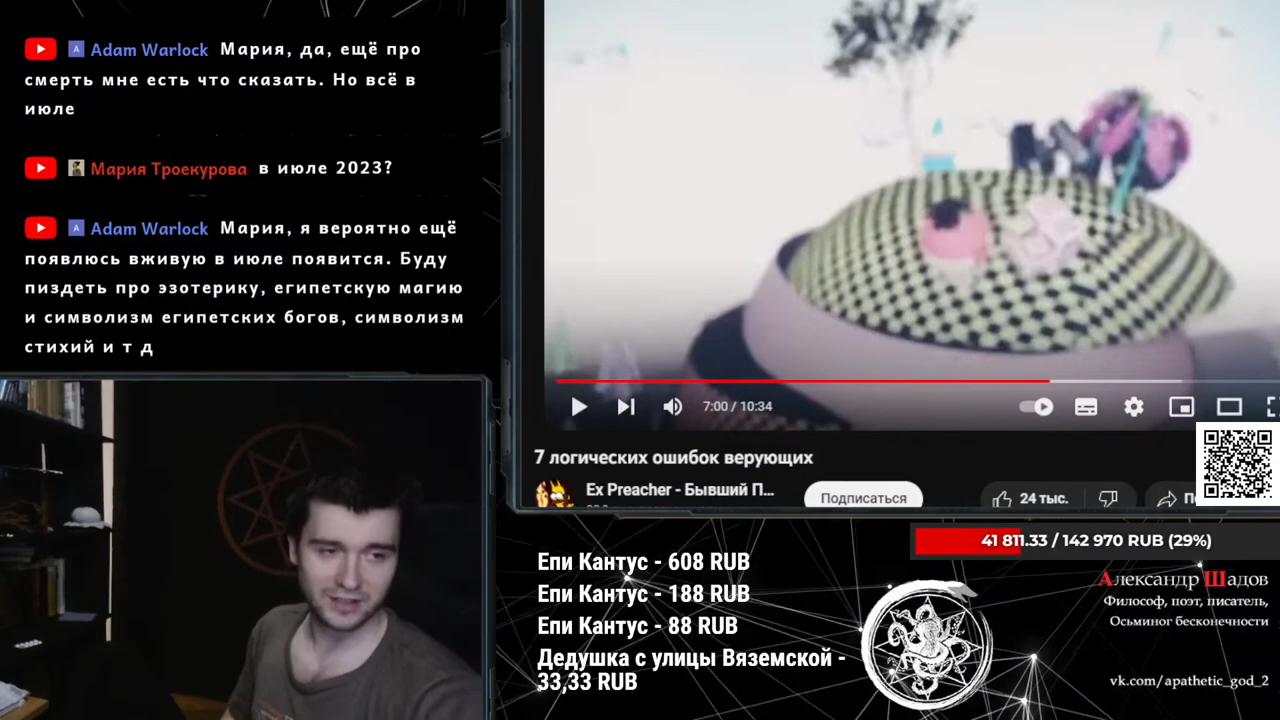 Adam Warlock Мария, да, ещё про
смерть мне есть что сказать. Но всё в
июле
Мария Троекурова в июле 2023?
Adam Warlock Мария, я вероятно ещё
появлюсь вживую в июле появится. Буду
пиздеть про эзотерику, египетскую магию
и символизм египетских богов, символизм
стихий и т д
7:00 / 10:34
7 логических ошибок верующих
Ex Preacher - Бывший П...
Подписаться
24 тыс.
41 811.33 / 142 970 RUB (29%)
Епи Кантус - 608 RUB
Епи Кантус - 188 RUB
Епи Кантус - 88 RUB
Дедушка с улицы Вяземской -
33,33 RUB
Александр Шадов
Философ, поэт, писатель,
Осьминог бесконечности
vk.com/apathetic_god_2